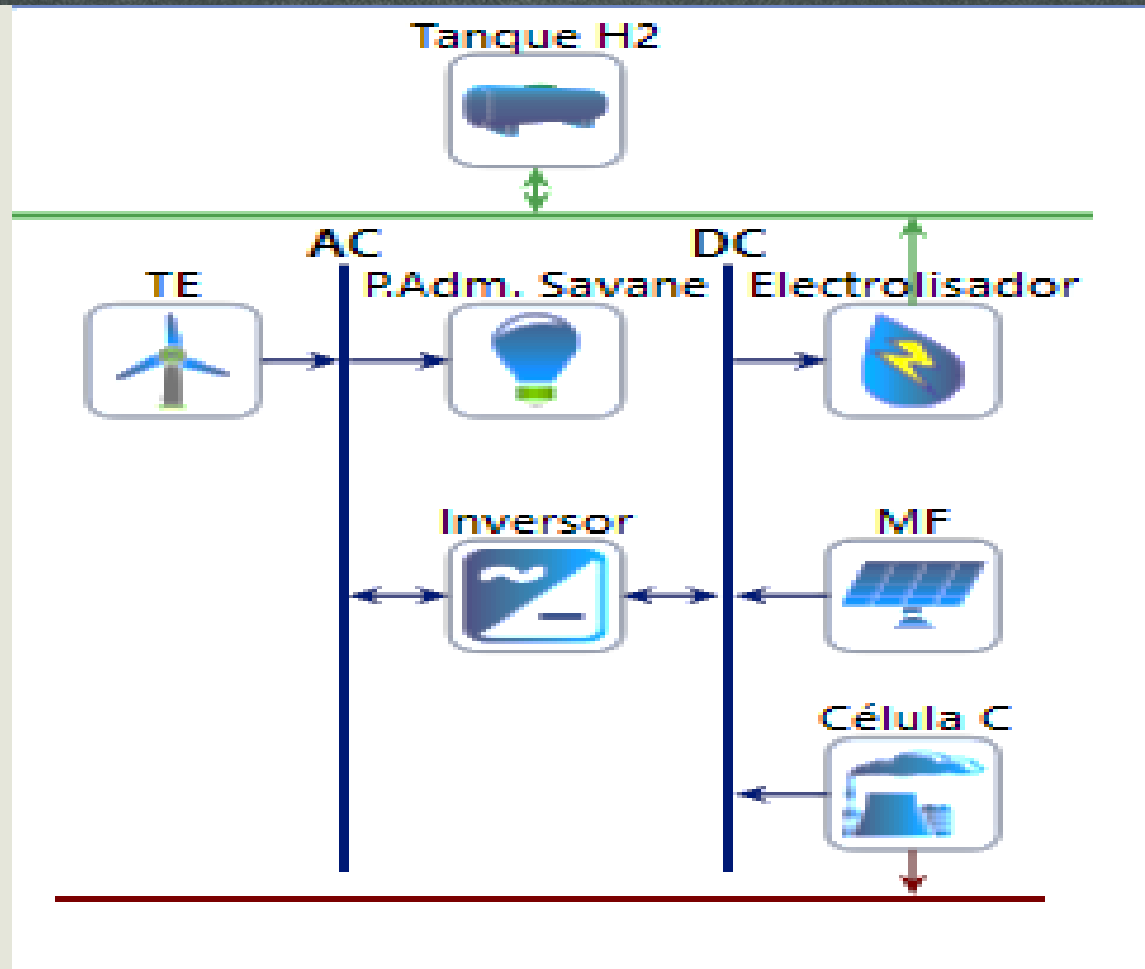 Tanque H2
AC
DC
TE
P.Adm. Savane
Electrolisador
Inversor
MF
Célula C